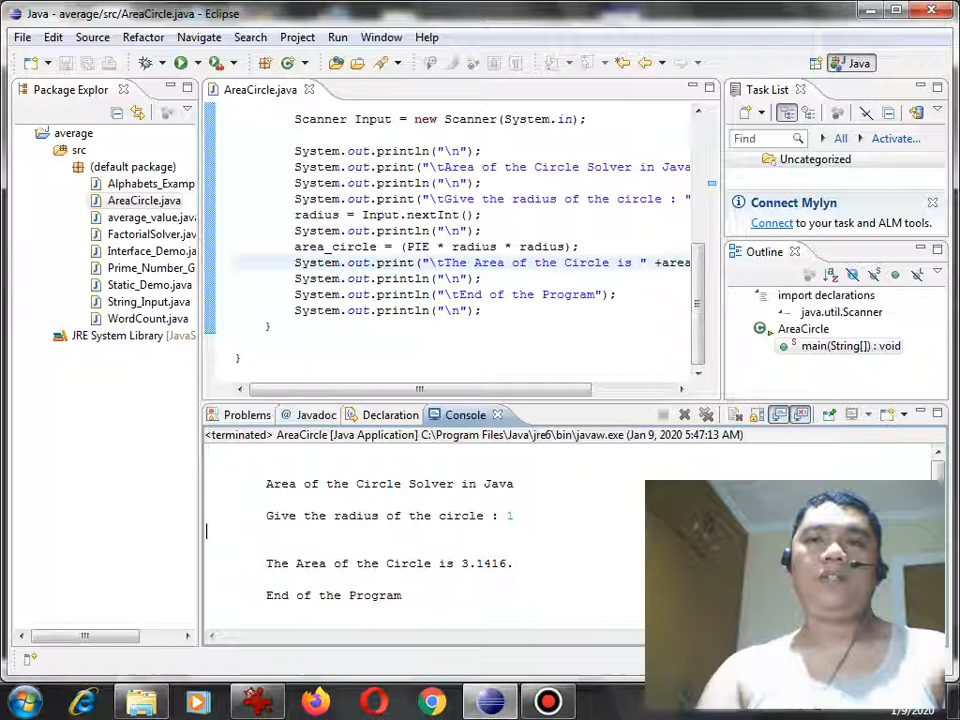 Java - average/src/AreaCircle.java - Eclipse
File Edit Source Refactor Navigate Search Project Run Window Help
Java
Package Explor
average
src
(default package)
Alphabets_Examp
AreaCircle.java
average_value.java
FactorialSolver.java
Interface_Demo.ja
Prime_Number_G
Static_Demo.java
String_Input.java
WordCount.java
JRE System Library [JavaS
AreaCircle.java
Scanner Input = new Scanner(System.in);
System.out.println("\n");
System.out.print("\tArea of the Circle Solver in Java
System.out.println("\n");
System.out.print("\tGive the radius of the circle : "
radius = Input.nextInt();
System.out.println("\n");
area_circle = (PIE * radius * radius);
System.out.print("\tThe Area of the Circle is " +area
System.out.println("\n");
System.out.println("\tEnd of the Program");
System.out.println("\n");
}
}
Task List
Find All Activate...
Uncategorized
Connect Mylyn
Connect to your task and ALM tools.
Outline
import declarations
java.util.Scanner
AreaCircle
main(String[]) : void
Problems Javadoc Declaration Console
<terminated> AreaCircle [Java Application] C:\Program Files\Java\jre6\bin\javaw.exe (Jan 9, 2020 5:47:13 AM)
Area of the Circle Solver in Java
Give the radius of the circle : 1
The Area of the Circle is 3.1416.
End of the Program
1/9/2020